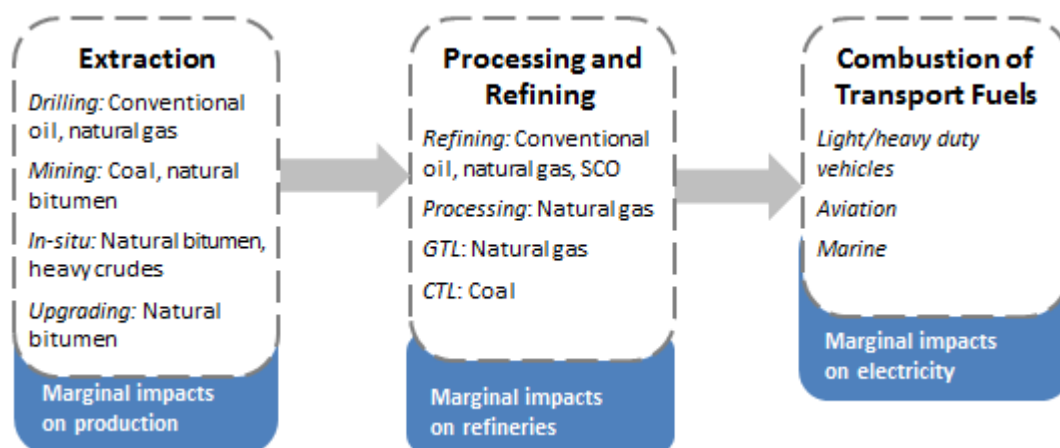 Extraction
Drilling: Conventional
oil, natural gas
Mining: Coal, natural
bitumen
In-situ: Natural bitumen,
heavy crudes
Upgrading: Natural
bitumen
Marginal impacts
on production
Processing and
Refining
Refining: Conventional
oil, natural gas, SCO
Processing: Natural gas
GTL: Natural gas
CTL: Coal
Marginal impacts
on refineries
Combustion of
Transport Fuels
Light/heavy duty
vehicles
Aviation
Marine
Marginal impacts
on electricity